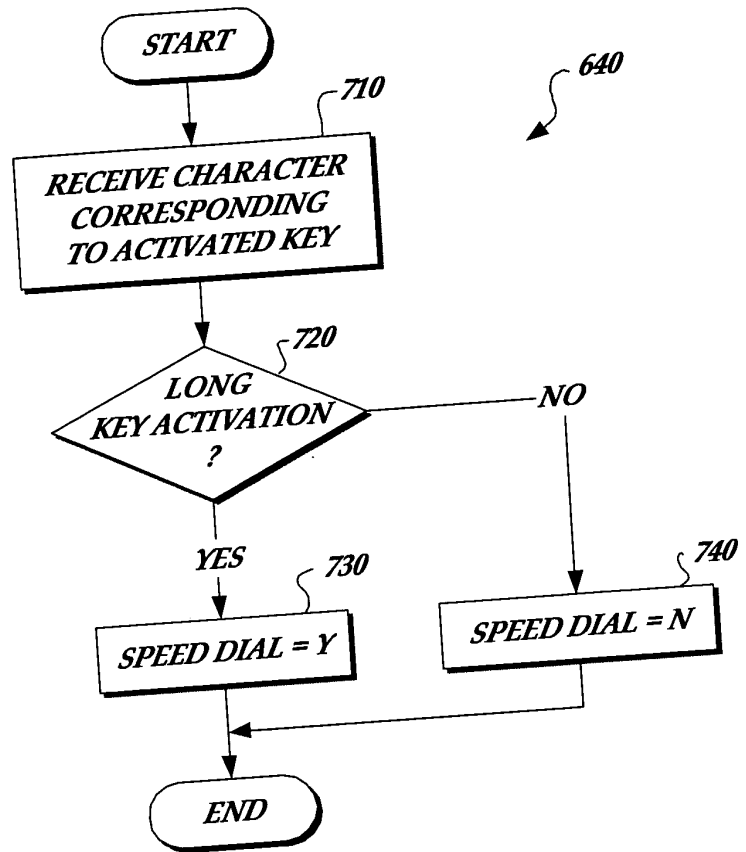 START
640
710
RECEIVE CHARACTER
CORRESPONDING
TO ACTIVATED KEY
720
LONG
KEY ACTIVATION
?
NO
YES
730
740
SPEED DIAL = Y
SPEED DIAL = N
END